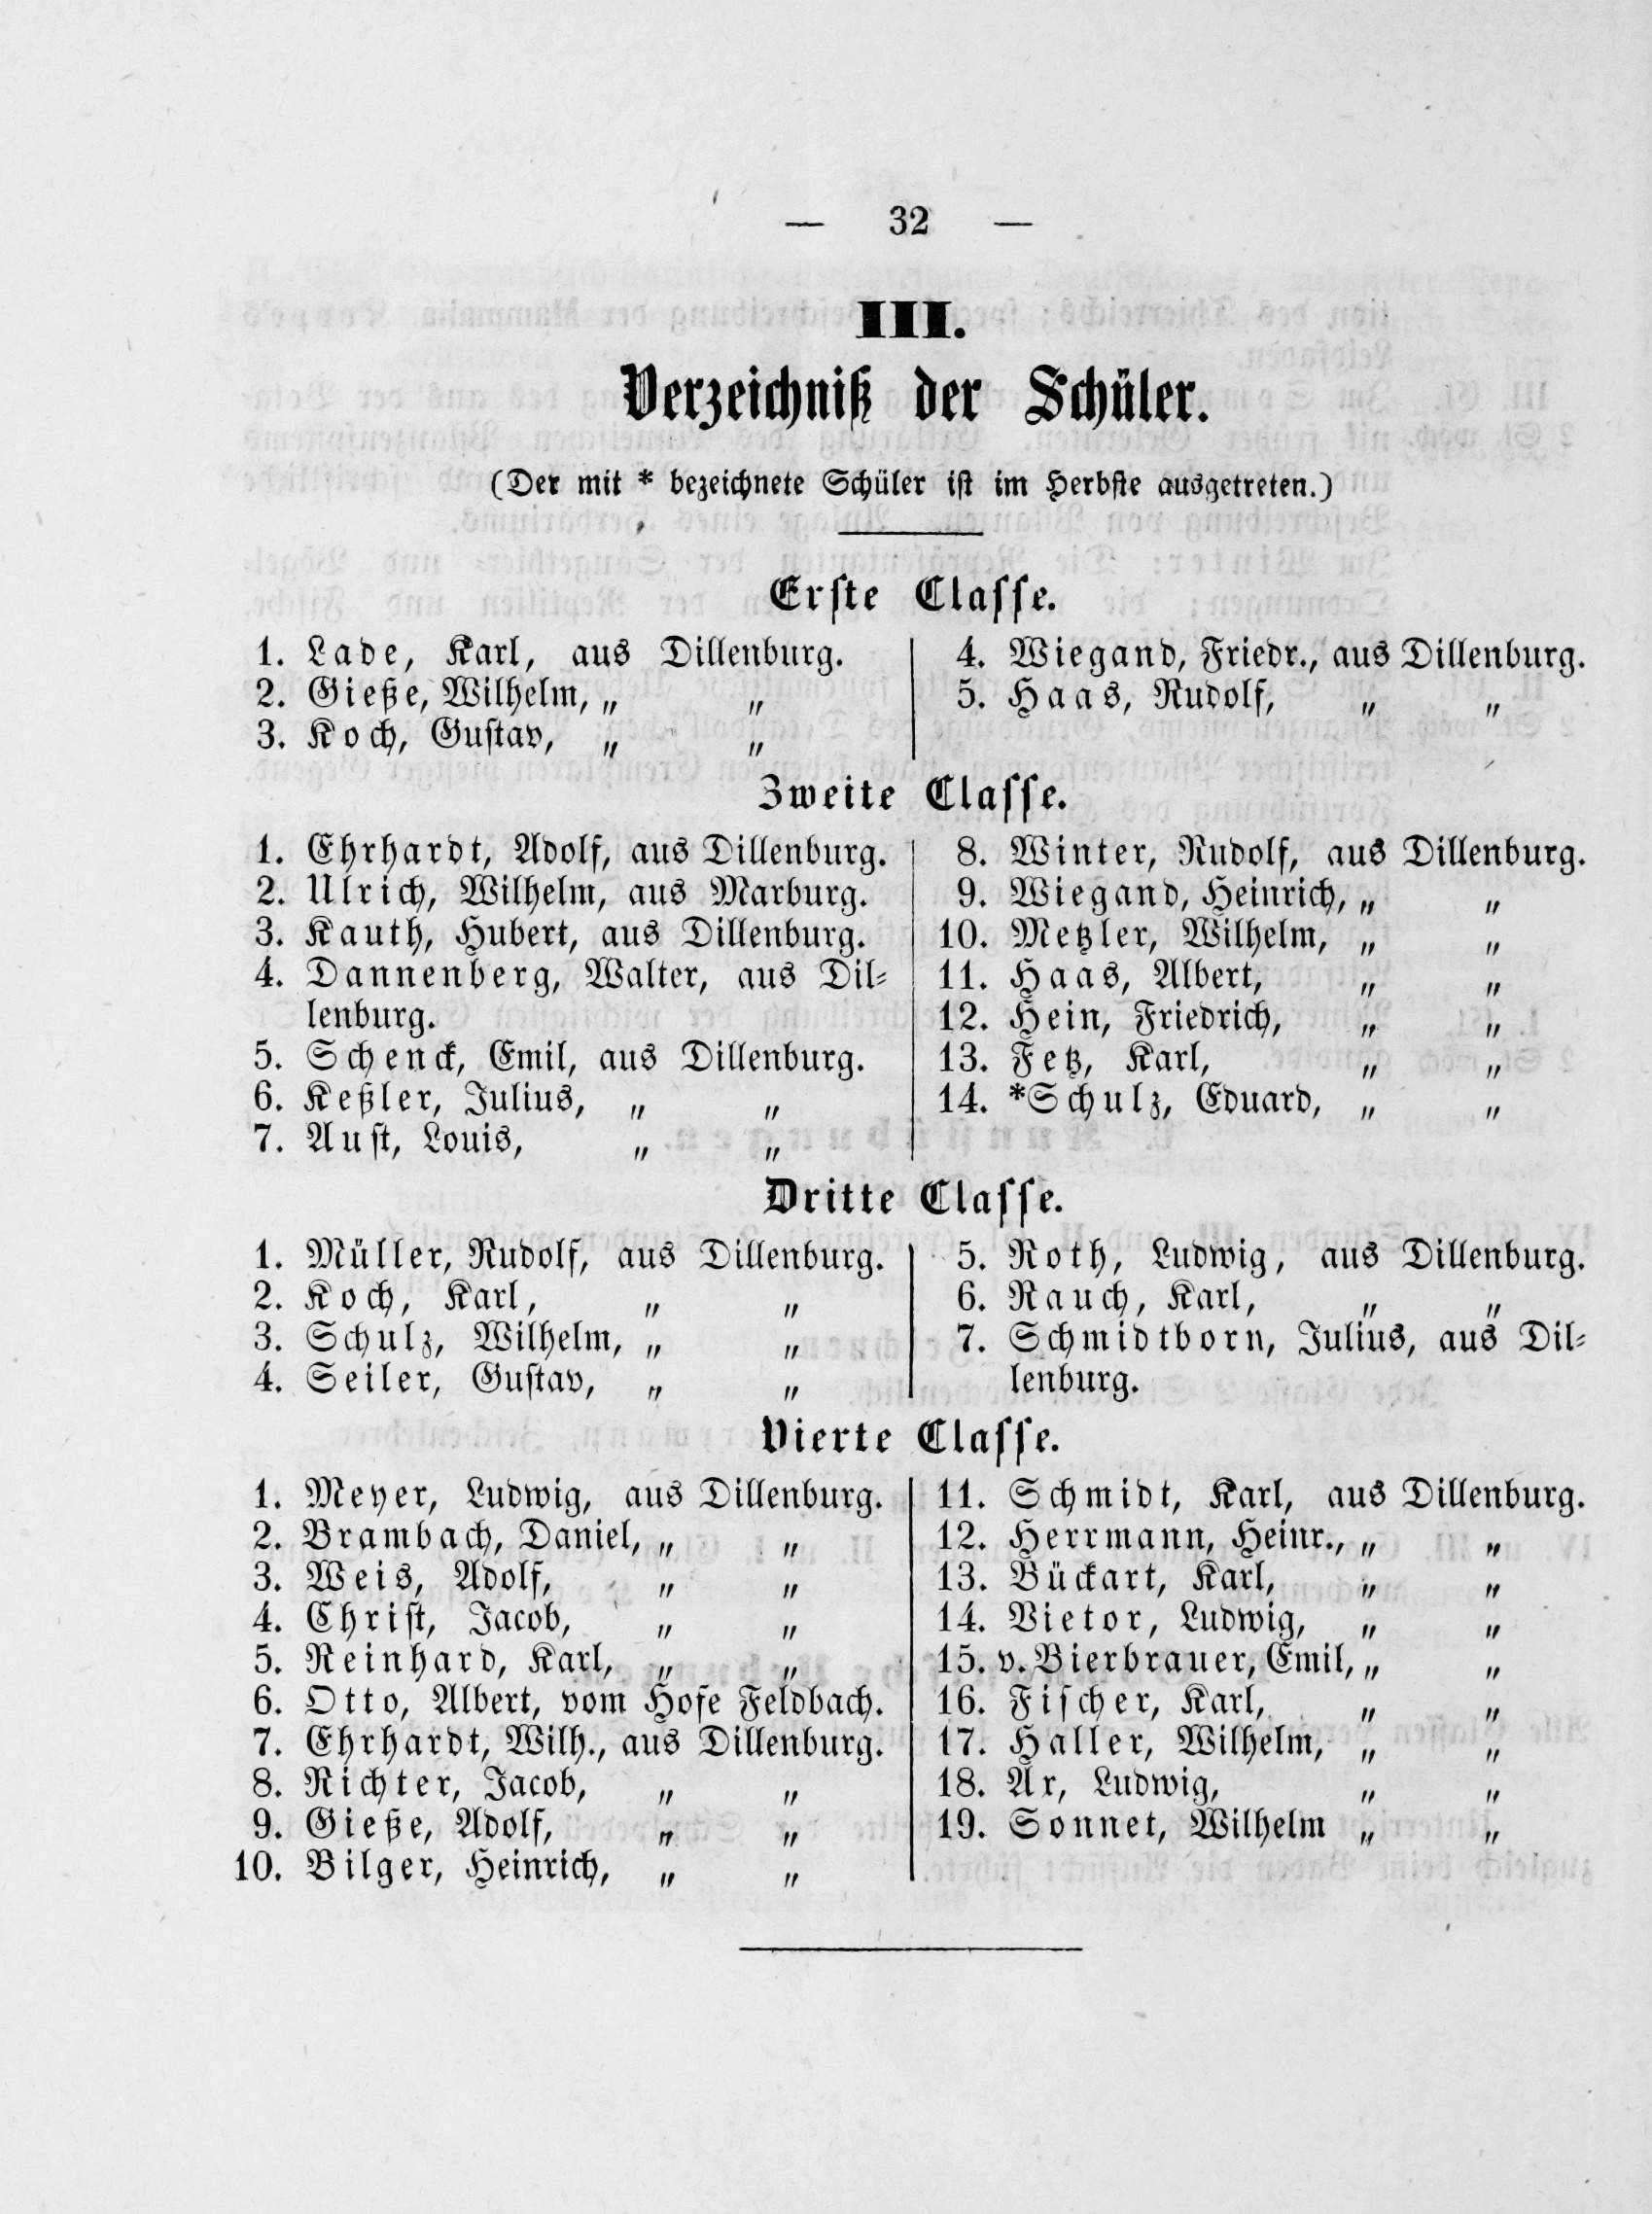 — 32 —
III.
Verzeichniß der Schüler.
(Der mit * bezeichnete Schüler ist im Herbste ausgetreten.)
Erste Classe.
1. Lade, Karl, aus Dillenburg.
2. Gieße, Wilhelm, „ „
3. Koch, Gustav, „ „
4. Wiegand, Friedr., aus Dillenburg.
5. Haas, Rudolf, „ „
Zweite Classe.
1. Ehrhardt, Adolf, aus Dillenburg.
2. Ulrich, Wilhelm, aus Marburg.
3. Kauth, Hubert, aus Dillenburg.
4. Dannenberg, Walter, aus Dil-
lenburg.
5. Schenck, Emil, aus Dillenburg.
6. Keßler, Julius, „ „
7. Aust, Louis, „ „
8. Winter, Rudolf, aus Dillenburg.
9. Wiegand, Heinrich, „ „
10. Metzler, Wilhelm, „ „
11. Haas, Albert, „ „
12. Hein, Friedrich, „ „
13. Fetz, Karl, „ „
14. *Schulz, Eduard, „ „
Dritte Classe.
1. Müller, Rudolf, aus Dillenburg.
2. Koch, Karl, „ „
3. Schulz, Wilhelm, „ „
4. Seiler, Gustav, „ „
5. Roth, Ludwig, aus Dillenburg.
6. Rauch, Karl, „ „
7. Schmidtborn, Julius, aus Dil-
lenburg.
Vierte Classe.
1. Meyer, Ludwig, aus Dillenburg.
2. Brambach, Daniel, „ „
3. Weis, Adolf, „ „
4. Christ, Jacob, „ „
5. Reinhard, Karl, „ „
6. Otto, Albert, vom Hofe Feldbach.
7. Ehrhardt, Wilh., aus Dillenburg.
8. Richter, Jacob, „ „
9. Gieße, Adolf, „ „
10. Bilger, Heinrich, „ „
11. Schmidt, Karl, aus Dillenburg.
12. Herrmann, Heinr., „ „
13. Bückart, Karl, „ „
14. Vietor, Ludwig, „ „
15. v. Bierbrauer, Emil, „ „
16. Fischer, Karl, „ „
17. Haller, Wilhelm, „ „
18. Ar, Ludwig, „ „
19. Sonnet, Wilhelm „ „